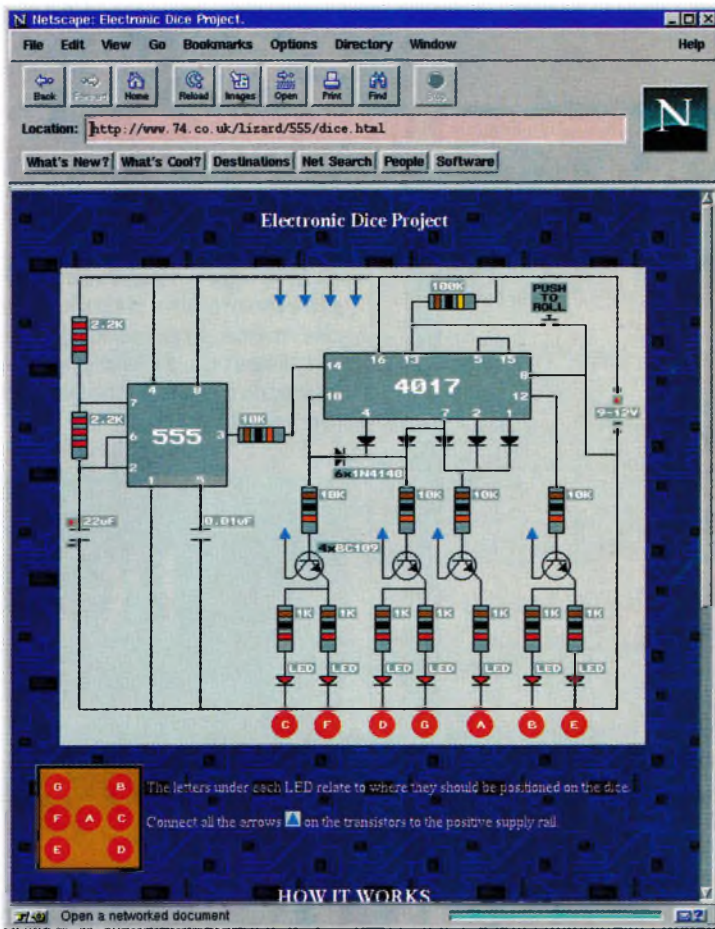 N Netscape: Electronic Dice Project.
File Edit View Go Bookmarks Options Directory Window Help
Back Forward Home Reload Images Open Print Find Stop
N
Location: http://www.74.co.uk/lizard/555/dice.html
What's New? What's Cool? Destinations Net Search People Software
Electronic Dice Project
100K
PUSH
TO
ROLL
2.2K
16 13 5 15
14
4017
8
4 8
7
10
12
9-12V
2.2K
555
10K
6
3
4 7 2 1
2
6x1N4148
1 5
10K 10K 10K 10K
22uF 0.01uF
4xBC109
1K 1K 1K 1K 1K 1K 1K
LED LED LED LED LED LED LED
C F D G A B E
G B
The letters under each LED relate to where they should be positioned on the dice.
F A C
Connect all the arrows on the transistors to the positive supply rail.
E D
HOW IT WORKS
Open a networked document